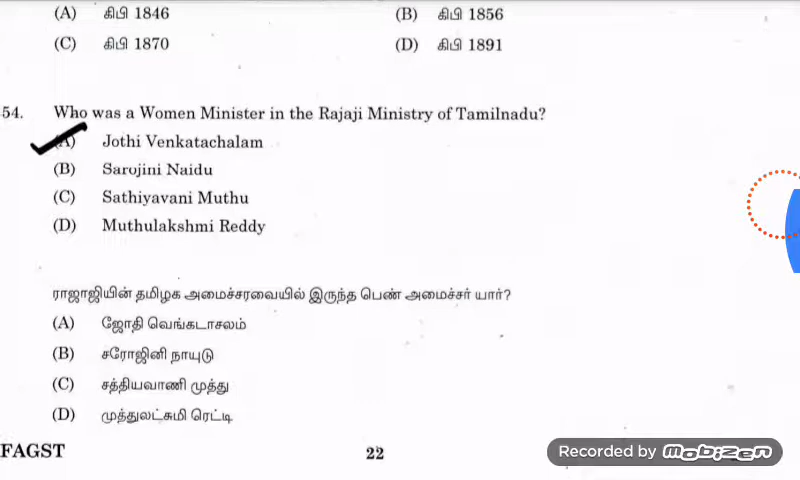 (A) கிபி 1846 (B) கிபி 1856
(C) கிபி 1870 (D) கிபி 1891
54. Who was a Women Minister in the Rajaji Ministry of Tamilnadu?
(A) Jothi Venkatachalam
(B) Sarojini Naidu
(C) Sathiyavani Muthu
(D) Muthulakshmi Reddy
ராஜாஜியின் தமிழக அமைச்சரவையில் இருந்த பெண் அமைச்சர் யார்?
(A) ஜோதி வெங்கடாசலம்
(B) சரோஜினி நாயுடு
(C) சத்தியவாணி முத்து
(D) முத்துலட்சுமி ரெட்டி
FAGST 22
Recorded by mobizen